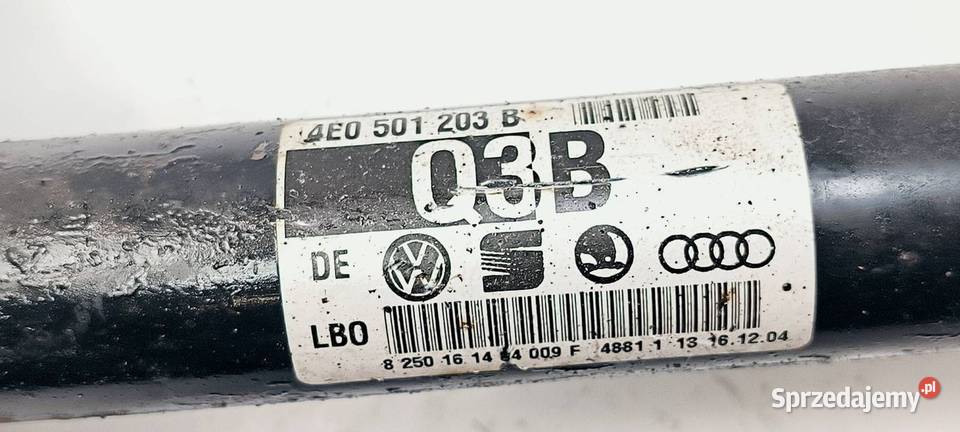 4E0 501 203 B
Q3B
DE
LBO
8 250 16 14 4 009 F 4881 1 13 16.12.04
Sprzedajemy.pl